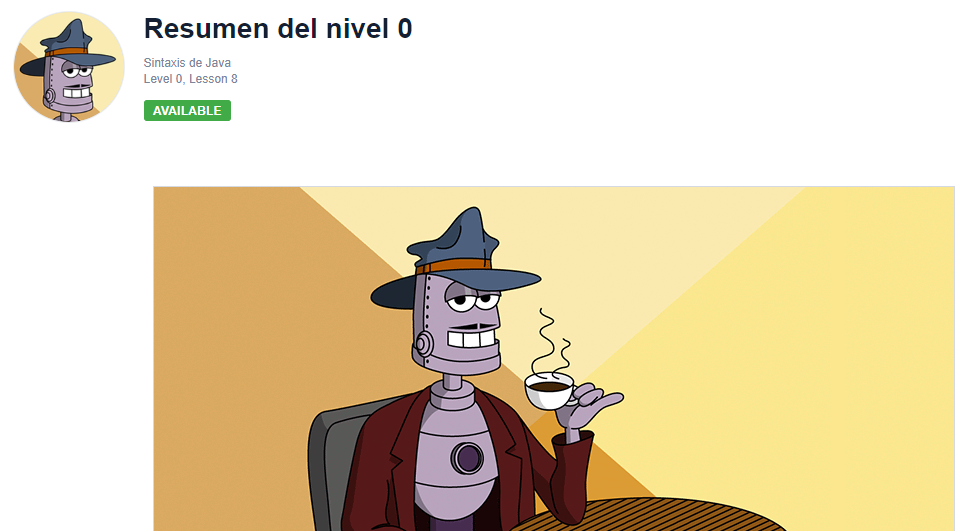 Resumen del nivel 0
Sintaxis de Java
Level 0, Lesson 8
AVAILABLE